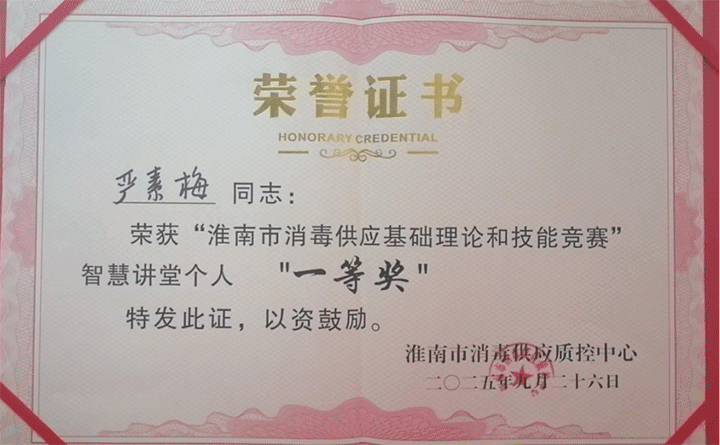 荣誉证书
HONORARY CREDENTIAL
严素梅 同志：
荣获“淮南市消毒供应基础理论和技能竞赛”
智慧讲堂个人 "一等奖"
特发此证，以资鼓励。
淮南市消毒供应质控中心
二〇二五年九月二十六日